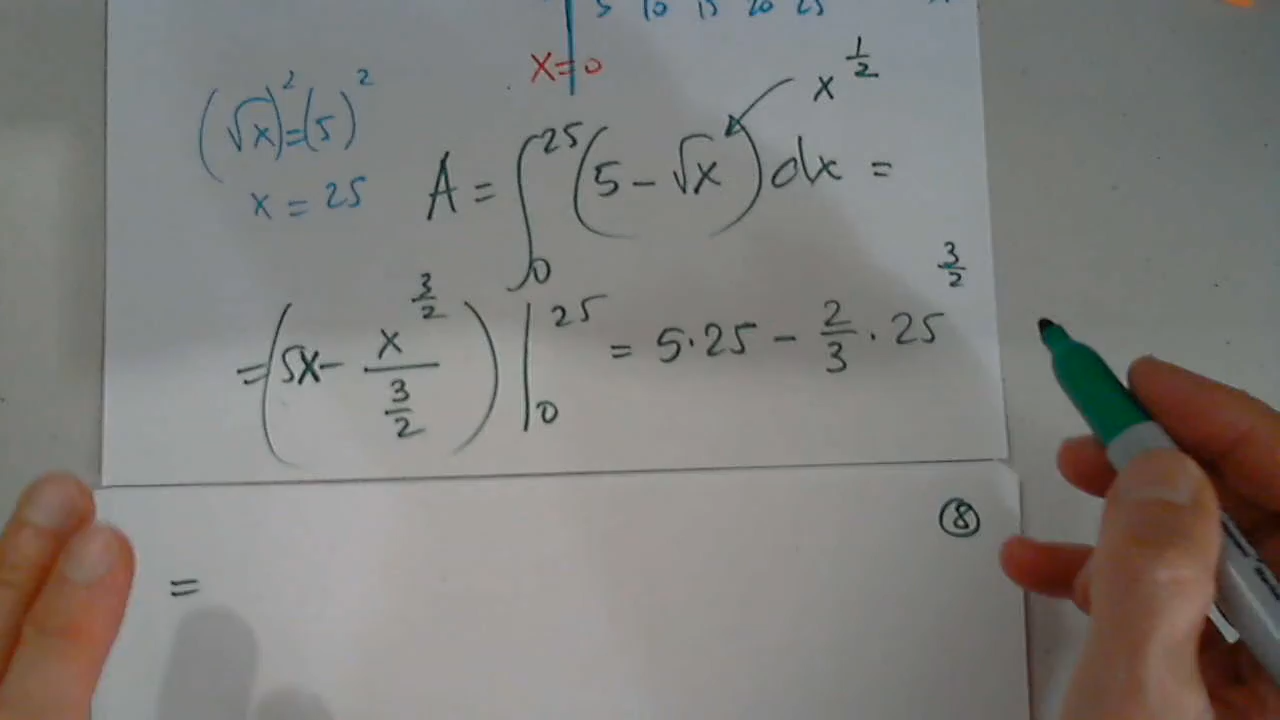 5 10 15 20 25
x=0
(√x)²=(5)²
x = 25
x^{1/2}
A = ∫₀²⁵ (5 − √x) dx =
= (5x − x^{3/2} / (3/2)) |₀²⁵ = 5·25 − 2/3 · 25^{3/2}
8
=